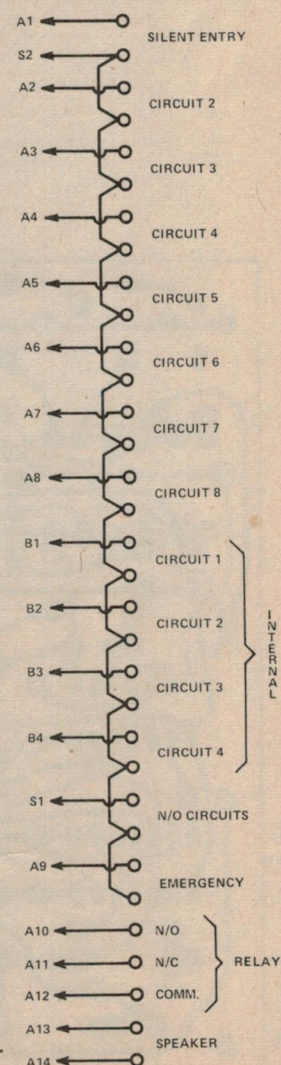 A1
SILENT ENTRY
S2
A2
CIRCUIT 2
A3
CIRCUIT 3
A4
CIRCUIT 4
A5
CIRCUIT 5
A6
CIRCUIT 6
A7
CIRCUIT 7
A8
CIRCUIT 8
B1
CIRCUIT 1
B2
CIRCUIT 2
INTERNAL
B3
CIRCUIT 3
B4
CIRCUIT 4
S1
N/O CIRCUITS
A9
EMERGENCY
A10 N/O
A11 N/C RELAY
A12 COMM.
A13
SPEAKER
A14